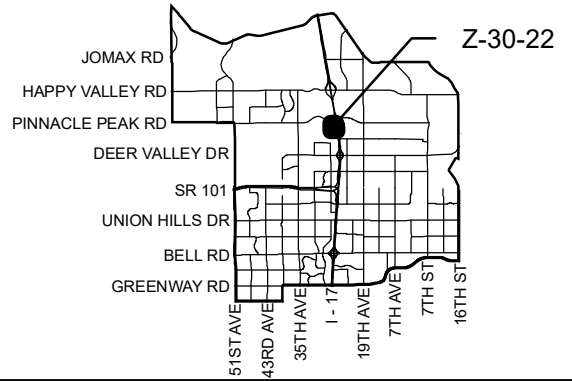 Z-30-22
JOMAX RD
HAPPY VALLEY RD
PINNACLE PEAK RD
DEER VALLEY DR
SR 101
UNION HILLS DR
BELL RD
GREENWAY RD
51ST AVE
43RD AVE
35TH AVE
I - 17
19TH AVE
7TH AVE
7TH ST
16TH ST